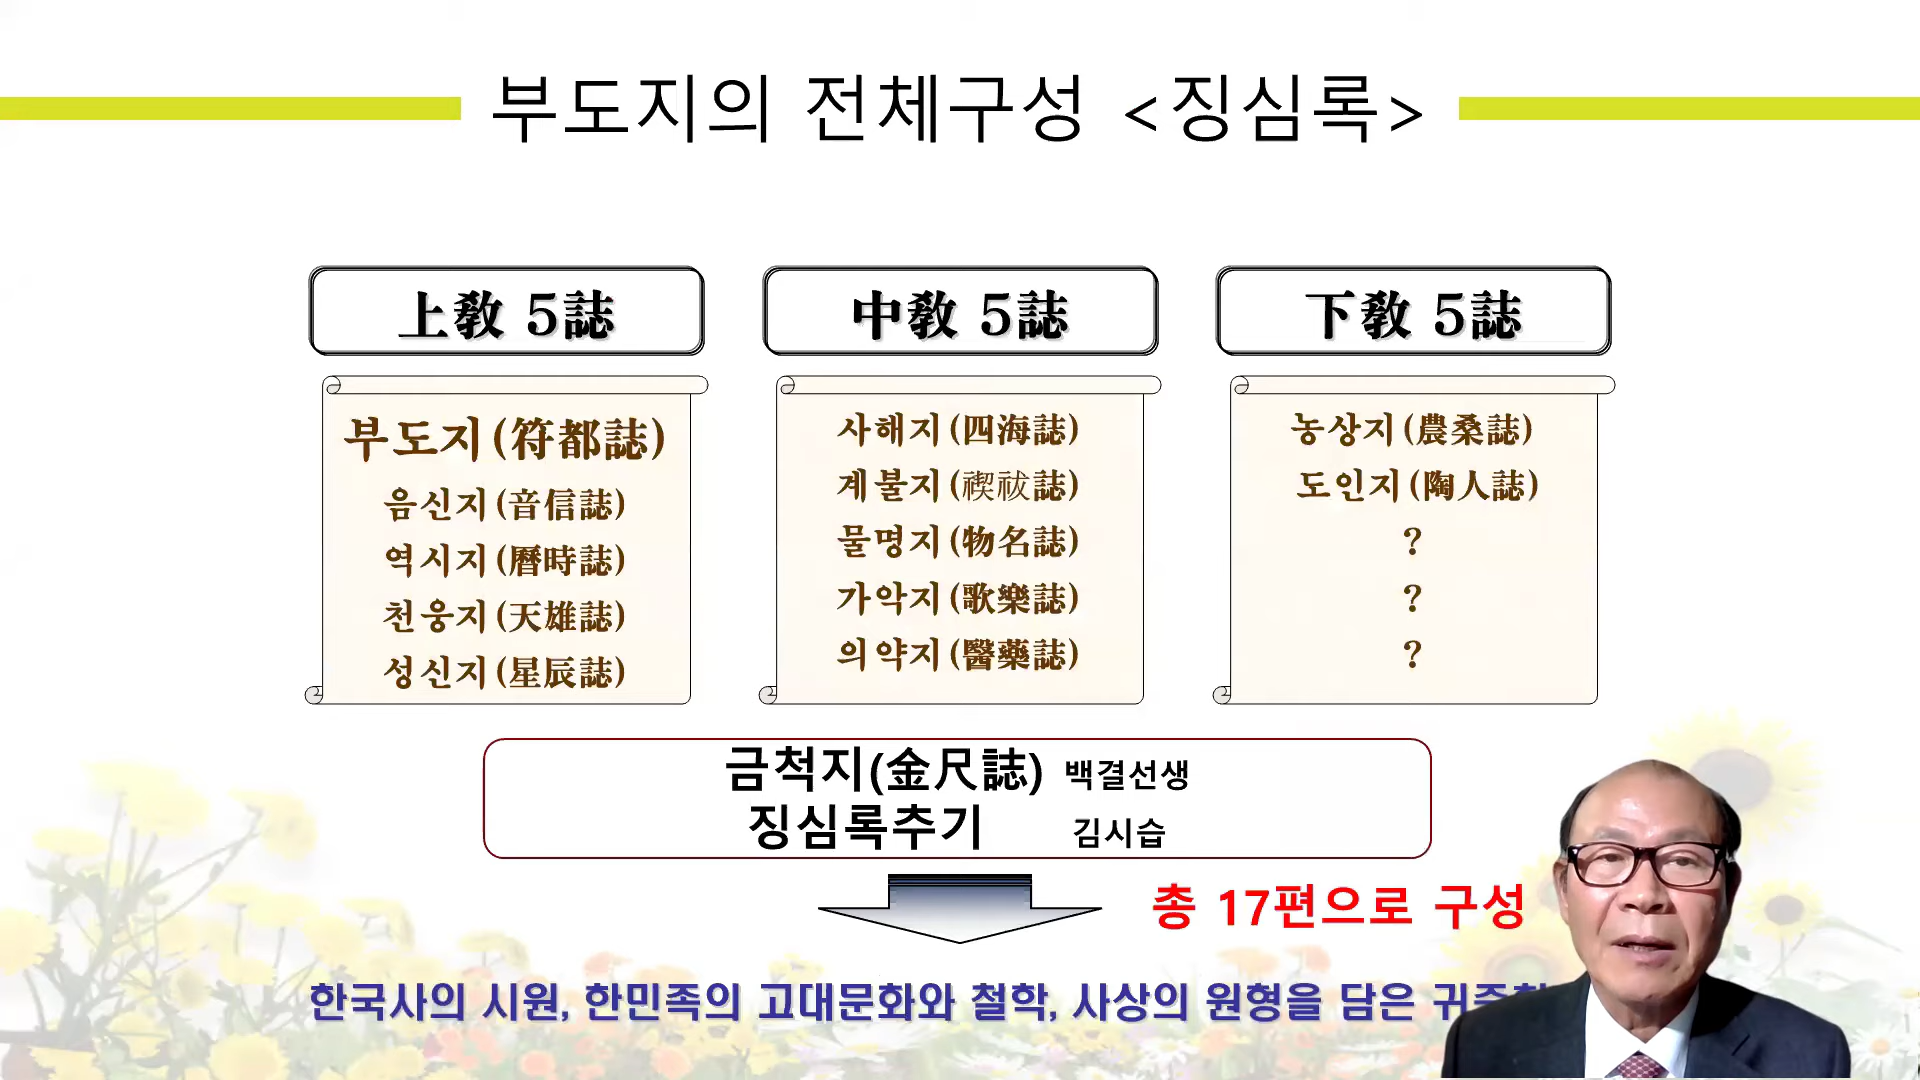 부도지의 전체구성 <징심록>
上敎 5誌
부도지(符都誌)
음신지(音信誌)
역시지(曆時誌)
천웅지(天雄誌)
성신지(星辰誌)
中敎 5誌
사해지(四海誌)
계불지(禊祓誌)
물명지(物名誌)
가악지(歌樂誌)
의약지(醫藥誌)
下敎 5誌
농상지(農桑誌)
도인지(陶人誌)
?
?
?
금척지(金尺誌) 백결선생
징심록추기 김시습
총 17편으로 구성
한국사의 시원, 한민족의 고대문화와 철학, 사상의 원형을 담은